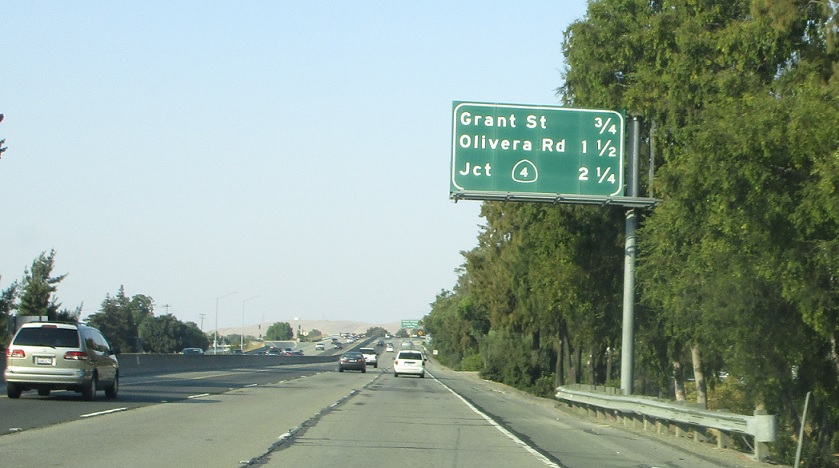 Grant St 3/4
Olivera Rd 1 1/2
Jct 4 2 1/4